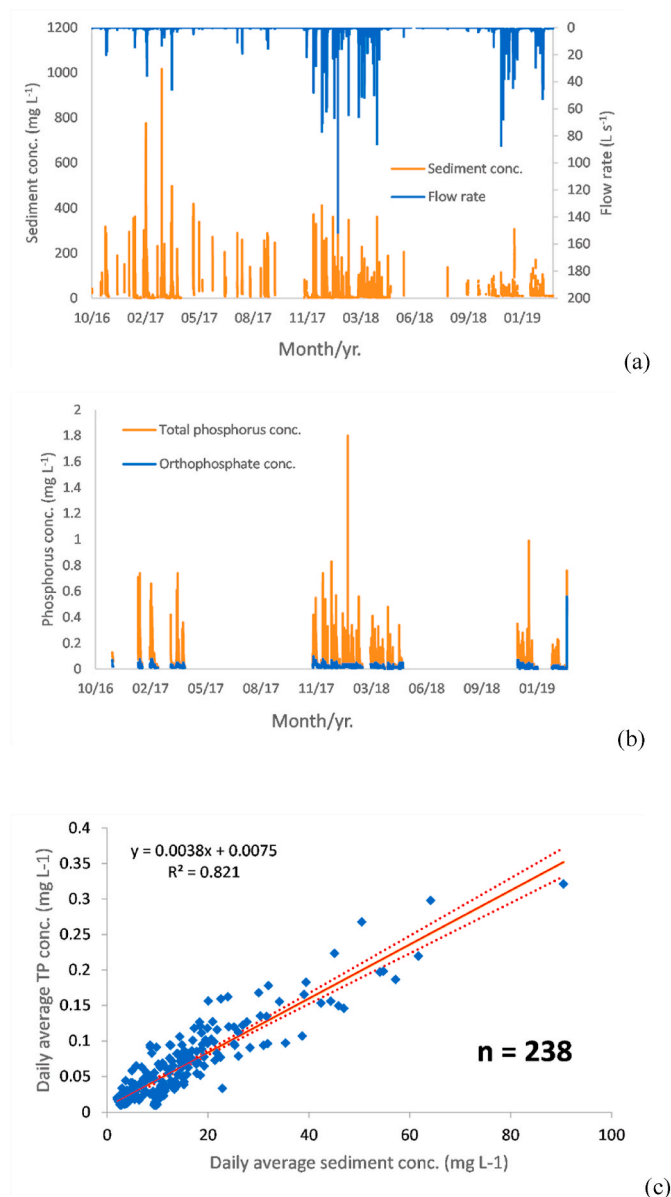 1200
1000
800
600
400
200
0
Sediment conc. (mg L-1)
0
20
40
60
80
100
120
140
160
180
200
Flow rate (L s-1)
Sediment conc.
Flow rate
10/16 02/17 05/17 08/17 11/17 03/18 06/18 09/18 01/19
Month/yr.
(a)
2
1.8
1.6
1.4
1.2
1
0.8
0.6
0.4
0.2
0
Phosphorus conc. (mg L-1)
Total phosphorus conc.
Orthophosphate conc.
10/16 02/17 05/17 08/17 11/17 03/18 06/18 09/18 01/19
Month/yr.
(b)
0.4
0.35
0.3
0.25
0.2
0.15
0.1
0.05
0
Daily average TP conc. (mg L-1)
y = 0.0038x + 0.0075
R² = 0.821
n = 238
0 20 40 60 80 100
Daily average sediment conc. (mg L-1)
(c)